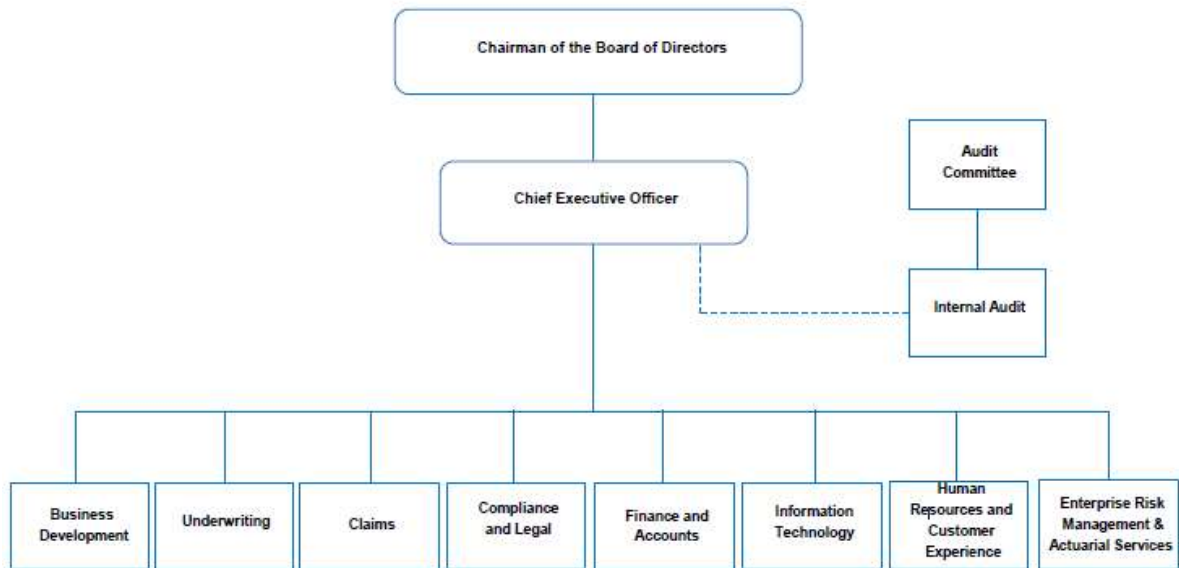 Chairman of the Board of Directors
Audit
Committee
Chief Executive Officer
Internal Audit
Business
Development
Underwriting
Claims
Compliance
and Legal
Finance and
Accounts
Information
Technology
Human
Resources and
Customer
Experience
Enterprise Risk
Management &
Actuarial Services